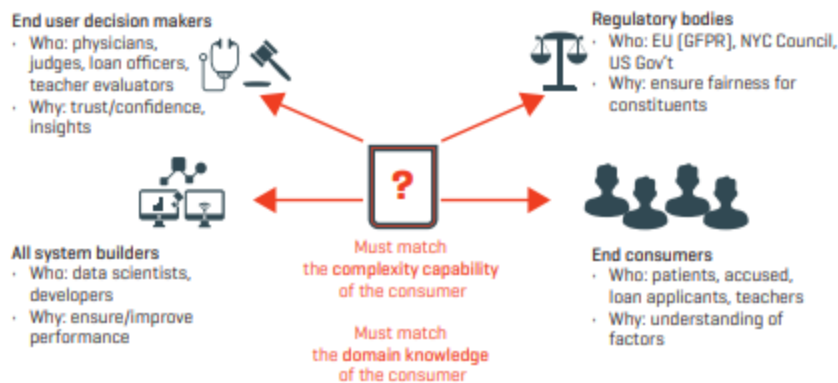 End user decision makers
· Who: physicians,
judges, loan officers,
teacher evaluators
· Why: trust/confidence,
insights
Regulatory bodies
· Who: EU (GFPR), NYC Council,
US Gov't
· Why: ensure fairness for
constituents
?
All system builders
· Who: data scientists,
developers
· Why: ensure/improve
performance
Must match
the complexity capability
of the consumer
Must match
the domain knowledge
of the consumer
End consumers
· Who: patients, accused,
loan applicants, teachers
· Why: understanding of
factors